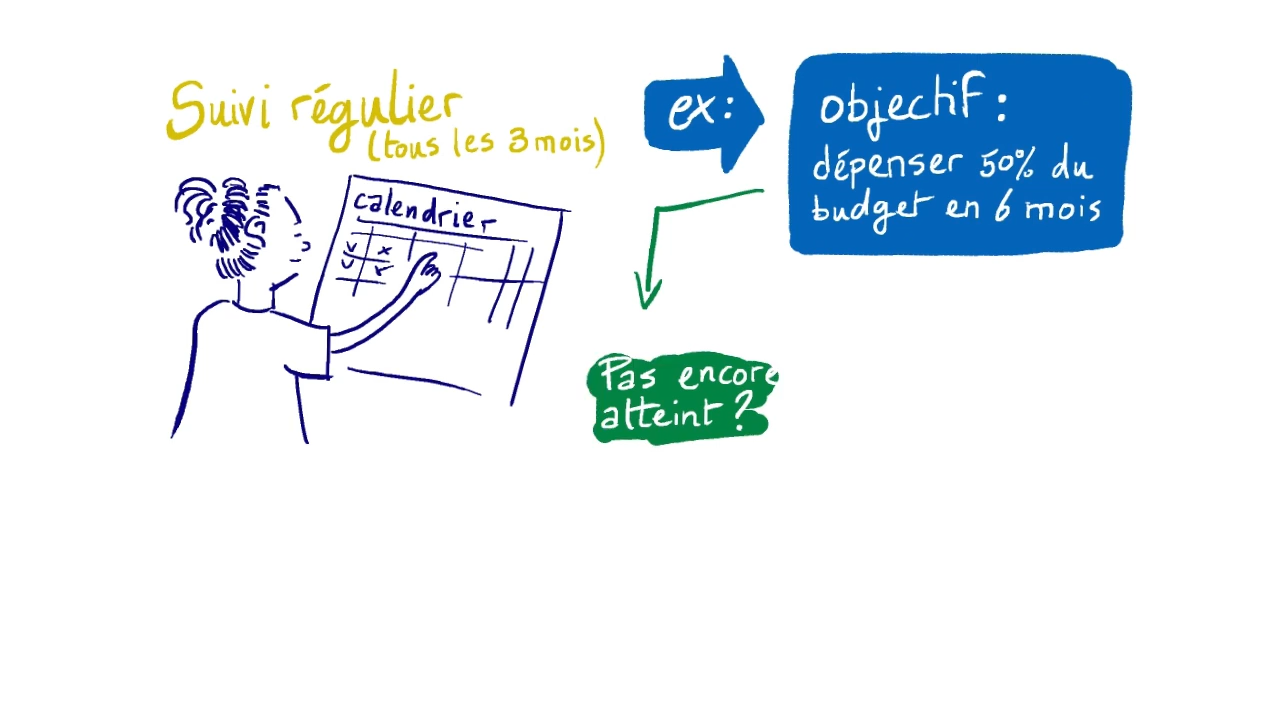 Suivi régulier
(tous les 3 mois)
calendrier
v x
v v
ex:
objectif :
dépenser 50% du
budget en 6 mois
Pas encore
atteint ?